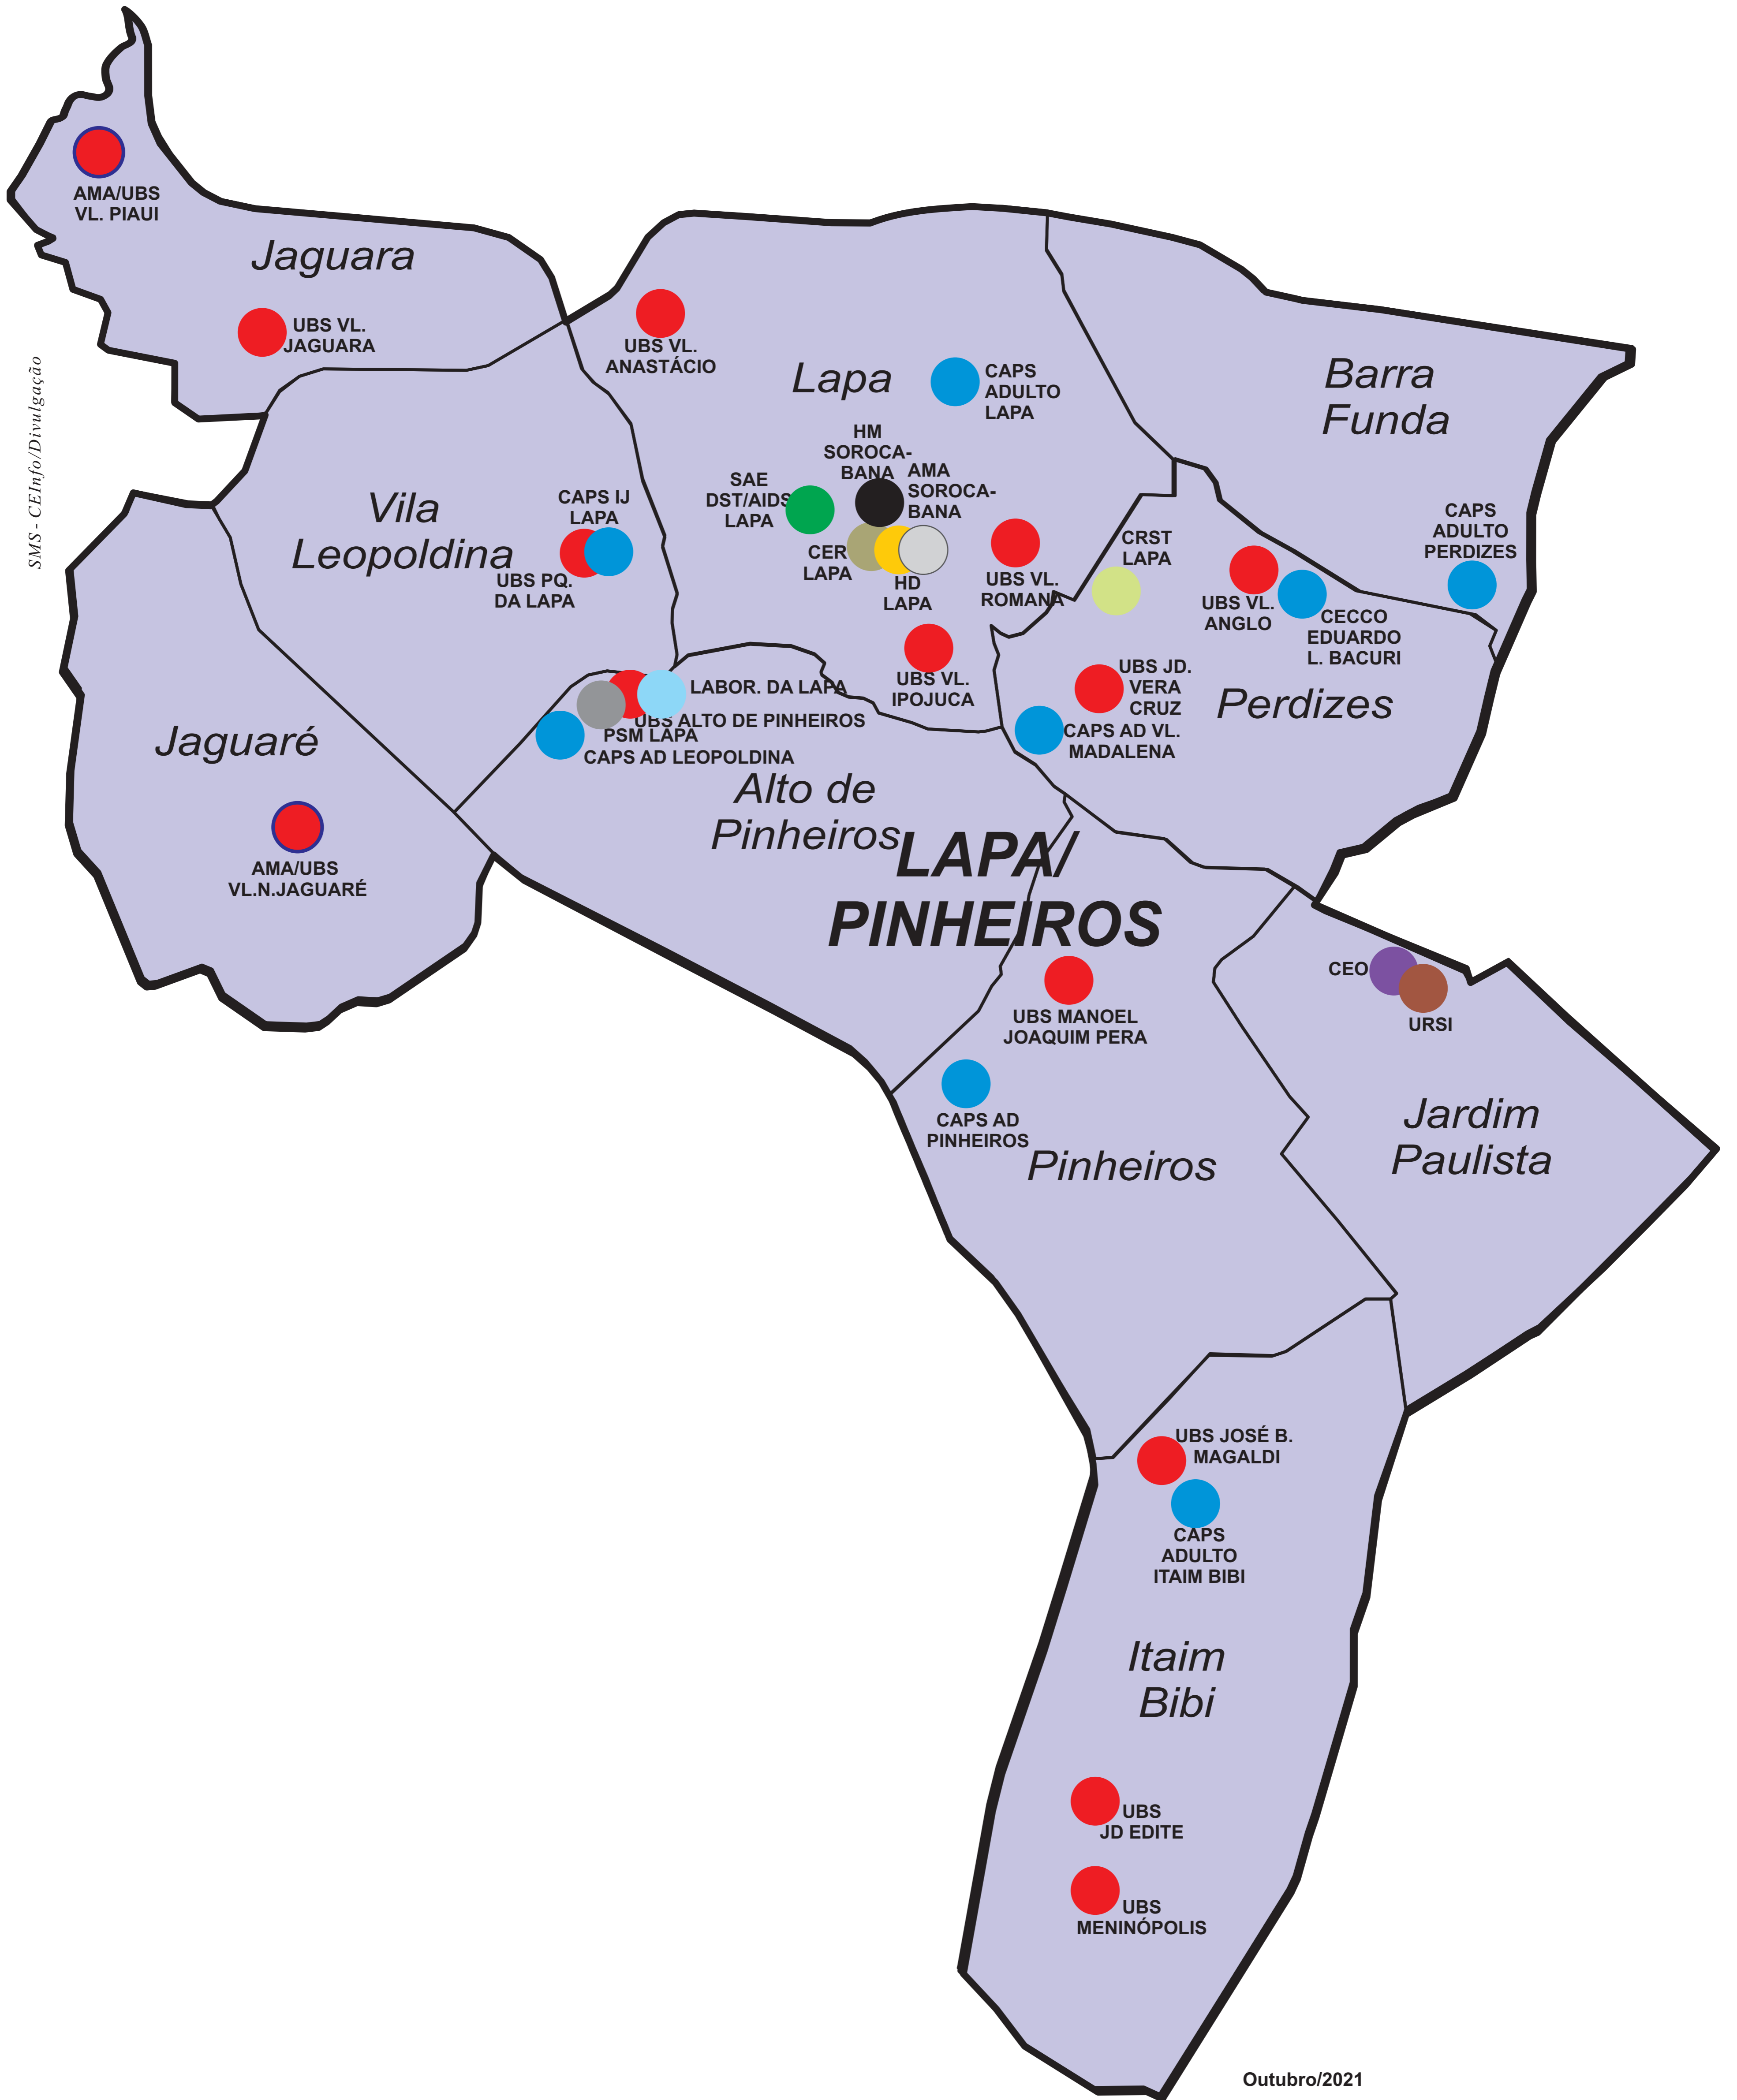 AMA/UBS
VL. PIAUI
Jaguara
UBS VL.
JAGUARA
SMS - CEInfo/Divulgação
UBS VL.
ANASTÁCIO
Lapa
CAPS
ADULTO
LAPA
Barra
Funda
HM
SOROCA-
BANA
AMA
SOROCA-
BANA
SAE
DST/AIDS
LAPA
CER
LAPA
HD
LAPA
UBS VL.
ROMANA
CRST
LAPA
CAPS
ADULTO
PERDIZES
Vila
Leopoldina
CAPS IJ
LAPA
UBS PQ.
DA LAPA
UBS VL.
ANGLO
CECCO
EDUARDO
L. BACURI
UBS VL.
IPOJUCA
UBS JD.
VERA
CRUZ
Perdizes
CAPS AD VL.
MADALENA
LABOR. DA LAPA
UBS ALTO DE PINHEIROS
PSM LAPA
CAPS AD LEOPOLDINA
Jaguaré
Alto de
Pinheiros
AMA/UBS
VL.N.JAGUARÉ
LAPA/
PINHEIROS
CEO
URSI
UBS MANOEL
JOAQUIM PERA
CAPS AD
PINHEIROS
Pinheiros
Jardim
Paulista
UBS JOSÉ B.
MAGALDI
CAPS
ADULTO
ITAIM BIBI
Itaim
Bibi
UBS
JD EDITE
UBS
MENINÓPOLIS
Outubro/2021